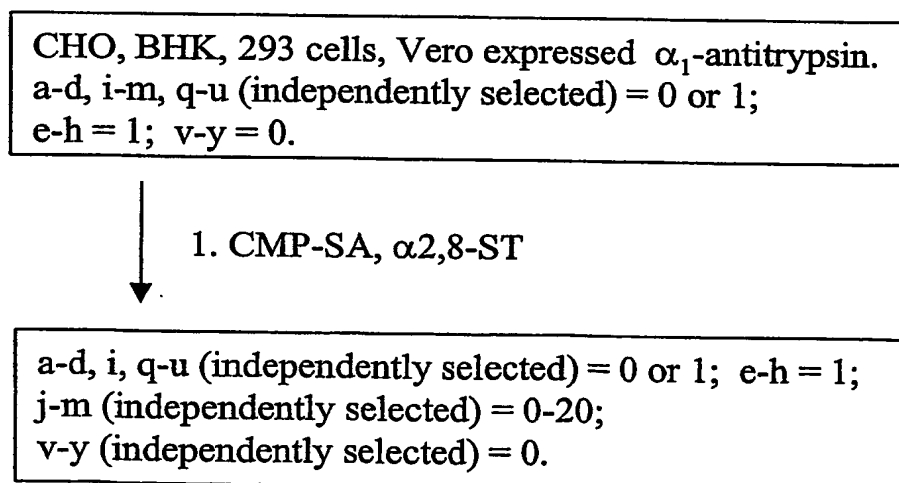 CHO, BHK, 293 cells, Vero expressed α₁-antitrypsin.
a-d, i-m, q-u (independently selected) = 0 or 1;
e-h = 1; v-y = 0.
1. CMP-SA, α2,8-ST
a-d, i, q-u (independently selected) = 0 or 1; e-h = 1;
j-m (independently selected) = 0-20;
v-y (independently selected) = 0.